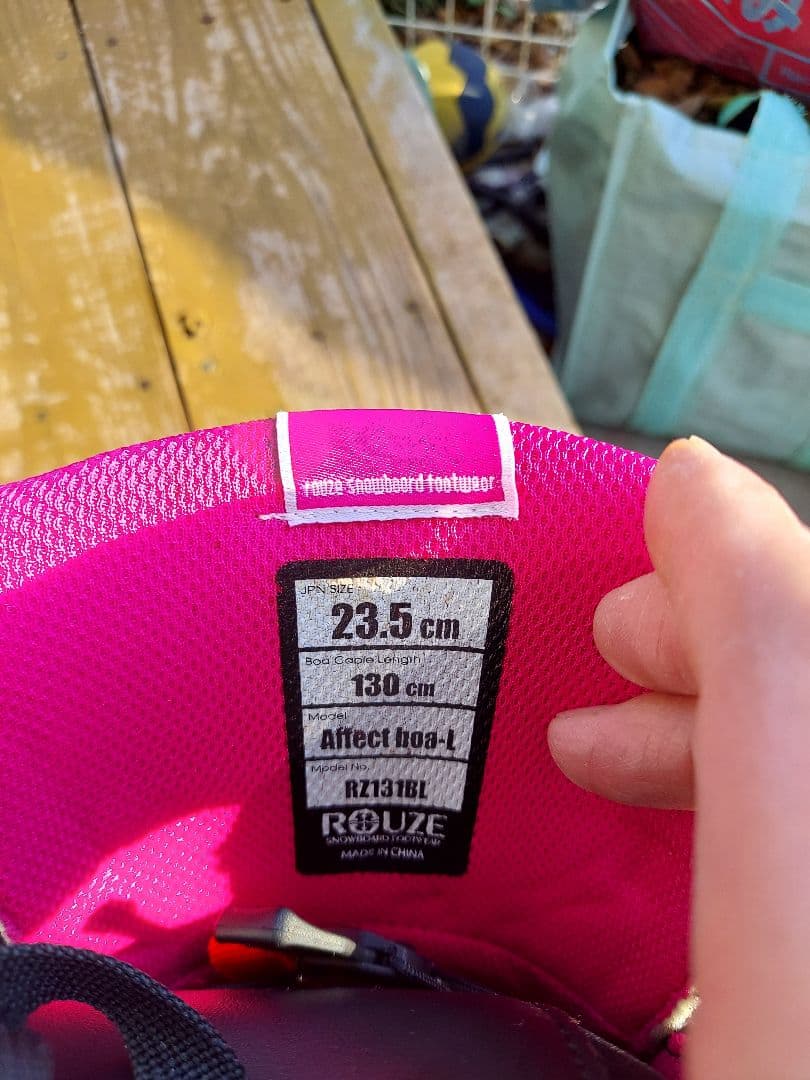 rouze snowboard footwear
JPN SIZE
23.5 cm
Boa Cable Length
130 cm
Model
Affect boa-L
Model No.
RZ131BL
ROUZE
SNOWBOARD FOOTWEAR
MADE IN CHINA